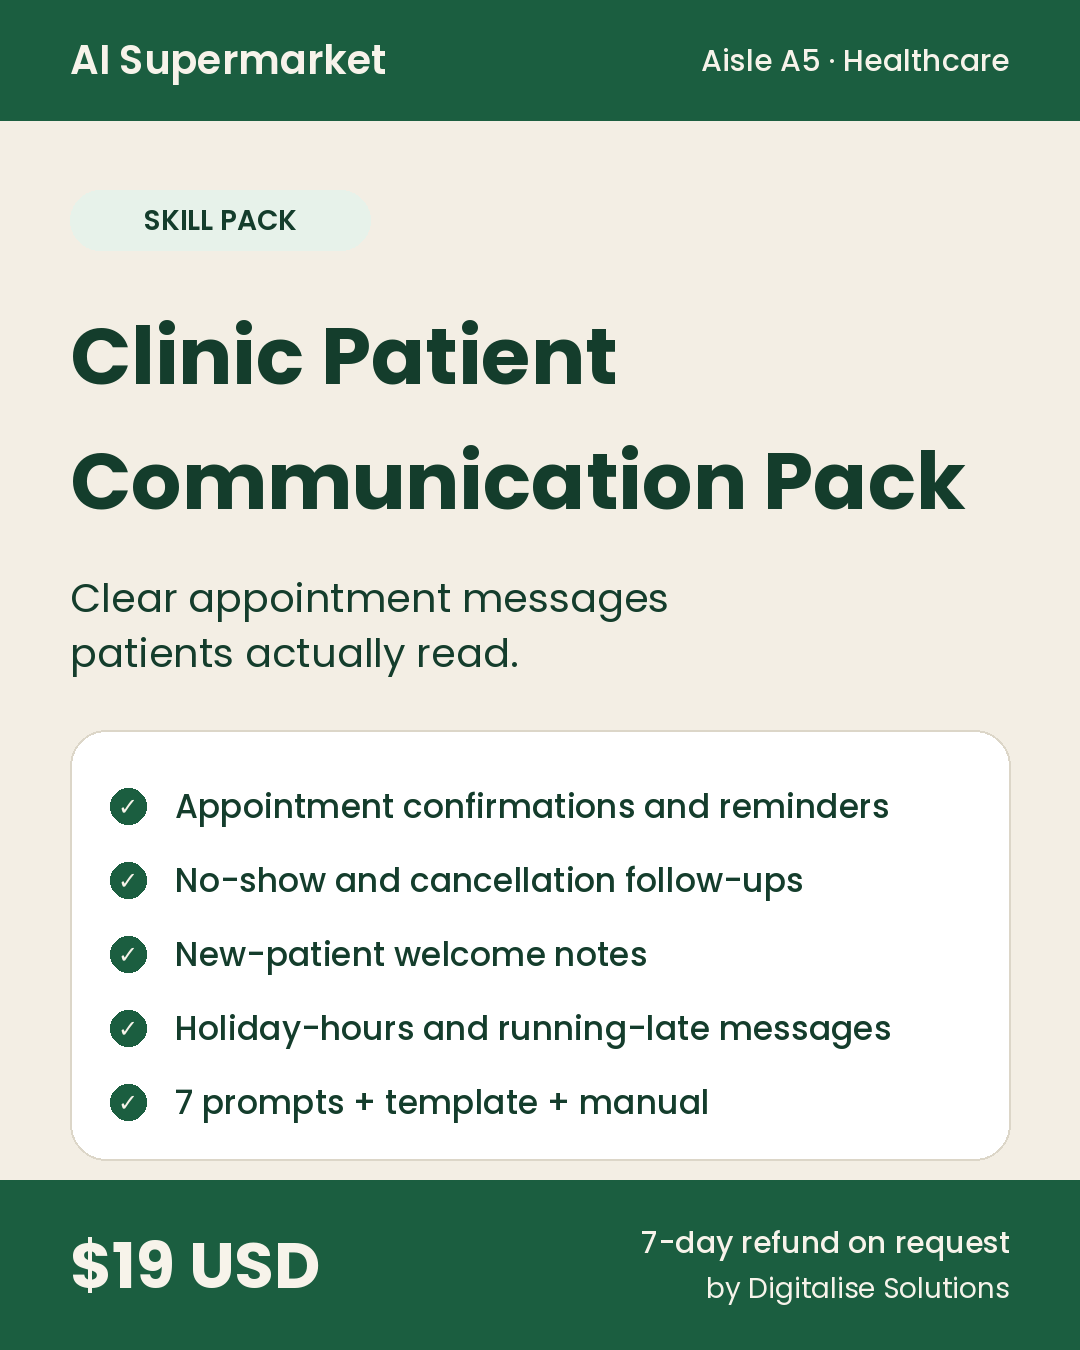 AI Supermarket
Aisle A5 · Healthcare
SKILL PACK
Clinic Patient
Communication Pack
Clear appointment messages
patients actually read.
✓ Appointment confirmations and reminders
✓ No-show and cancellation follow-ups
✓ New-patient welcome notes
✓ Holiday-hours and running-late messages
✓ 7 prompts + template + manual
$19 USD
7-day refund on request
by Digitalise Solutions